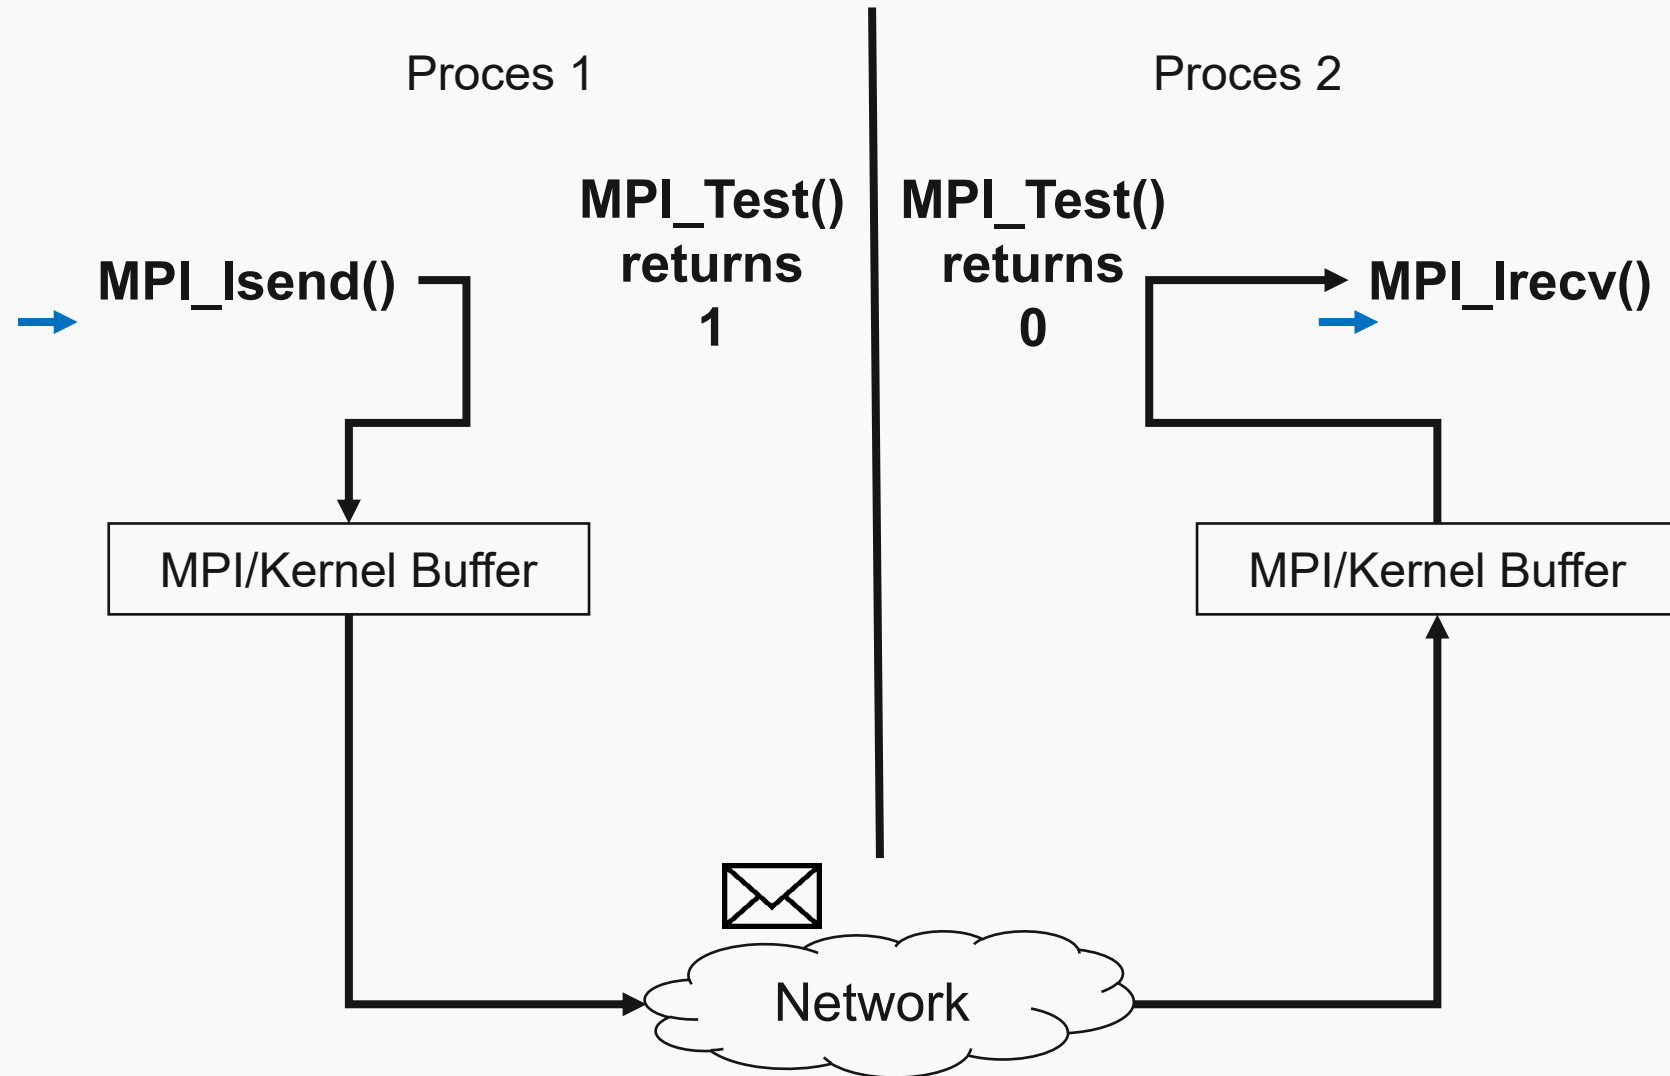 Proces 1
Proces 2
MPI_Test()
returns
1
MPI_Test()
returns
0
MPI_Isend()
MPI_Irecv()
MPI/Kernel Buffer
MPI/Kernel Buffer
Network